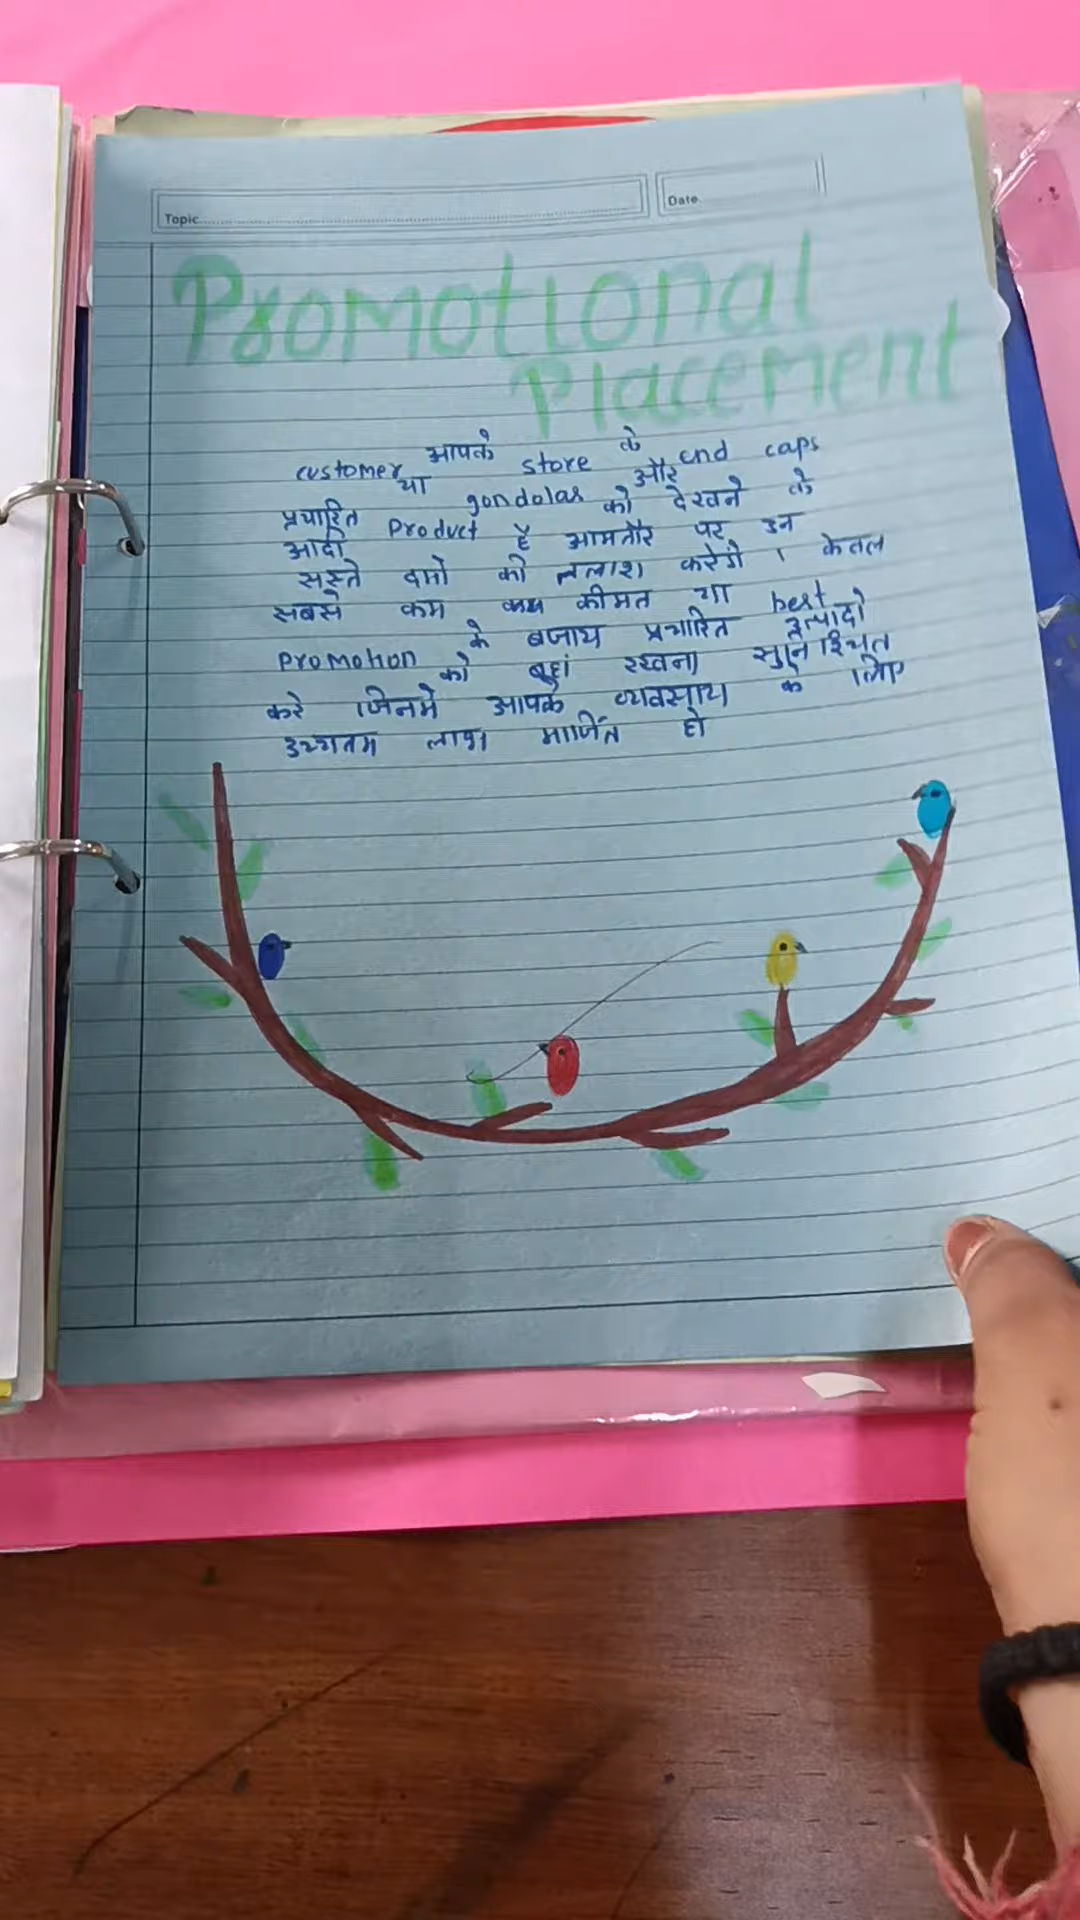 Topic
Date
Promotional
Placement
customer आपके store के end caps
या gondolas और
प्रचारित Product को देखने के
आदी है आमतौर पर उन
सस्ते दामो की तलाश करेगे । केवल
सबसे कम कीमत या best
Promotion के बजाय प्रचारित उत्पादो
को वहां रखना सुनिश्चित
करे जिनमे आपके व्यवसाय के लिए
उच्चतम लाभ मार्जिन हो